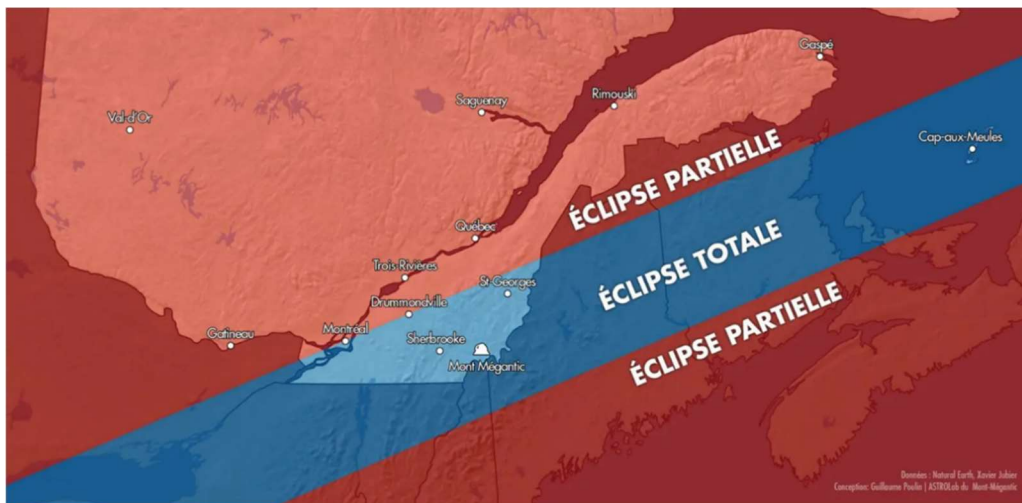 Gaspé
Rimouski
Saguenay
Val-d'Or
Cap-aux-Meules
ÉCLIPSE PARTIELLE
Québec
Trois-Rivières
ÉCLIPSE TOTALE
St-Georges
Drummondville
Montréal
Gatineau
Sherbrooke
Mont Mégantic
ÉCLIPSE PARTIELLE
Données : Natural Earth, Xavier Jubier
Conception: Guillaume Poulin | ASTROLab du Mont-Mégantic